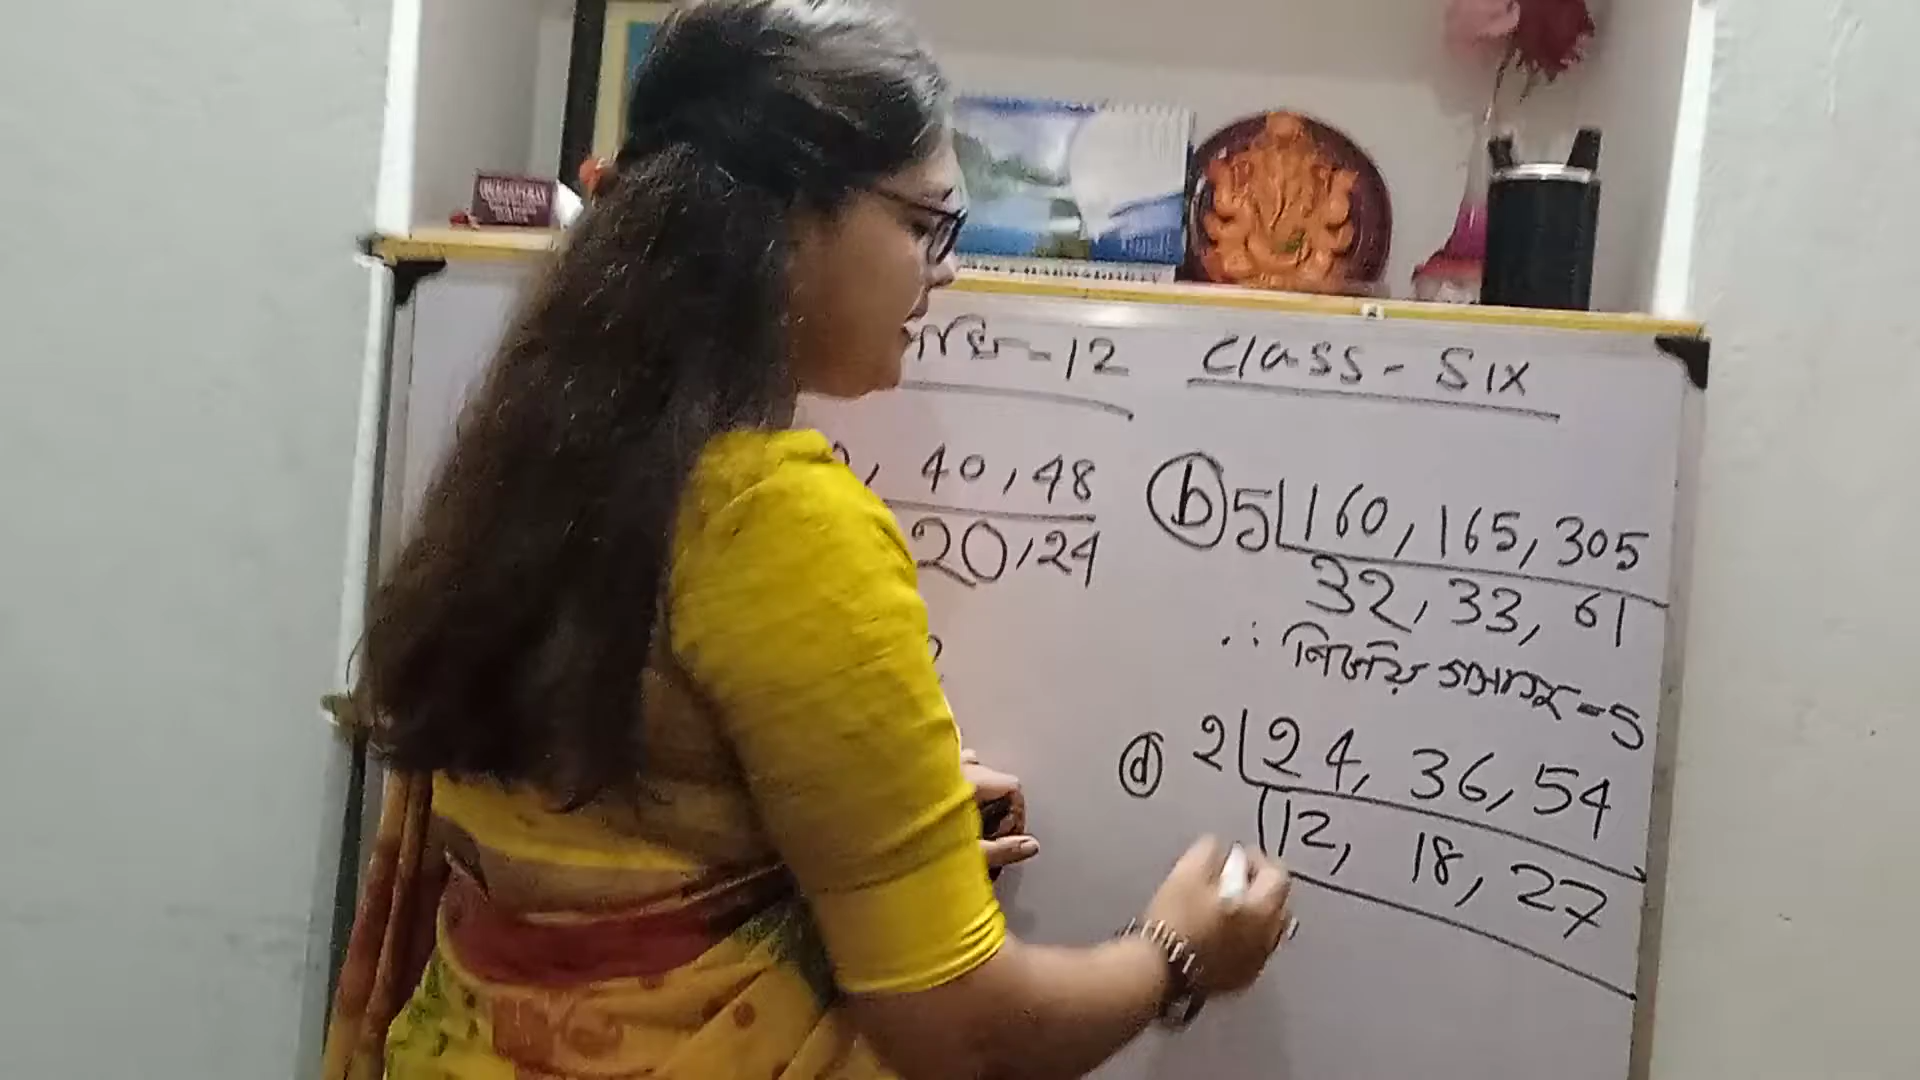 -12 Class - Six
, 40, 48
20, 24
ⓑ 5 160, 165, 305
32, 33, 61
∴ নির্ণেয় গসাগু = 5
ⓓ 2 24, 36, 54
12, 18, 27